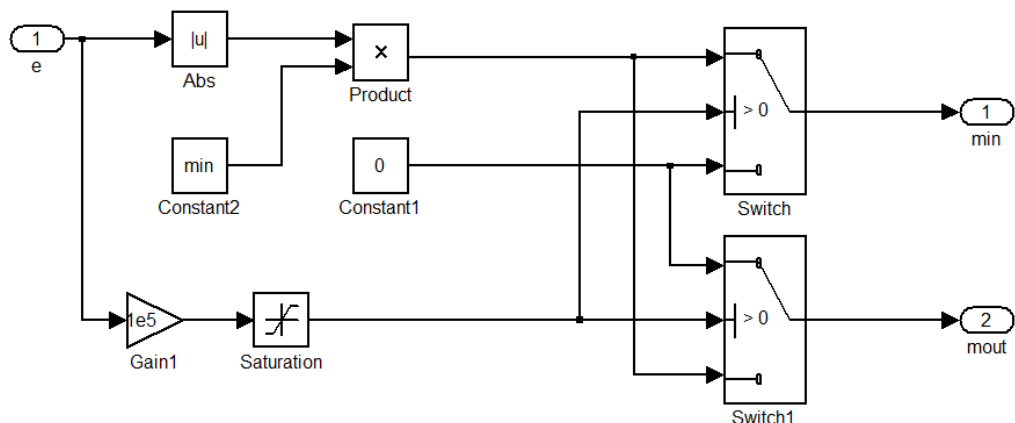 1
e
|u|
Abs
×
Product
min
Constant2
0
Constant1
> 0
Switch
1
min
1e5
Gain1
Saturation
> 0
Switch1
2
mout